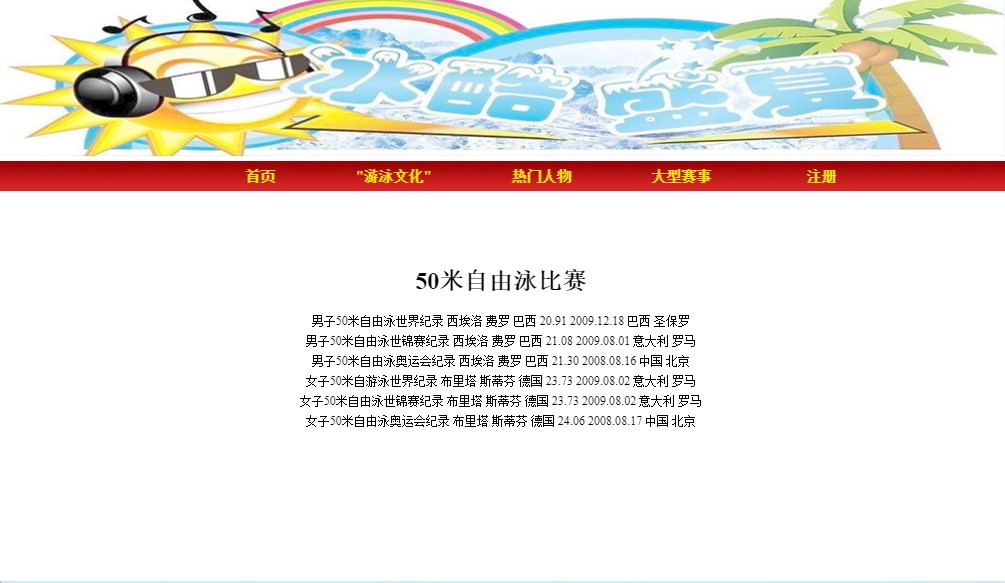 冰酷 盛夏
首页 "游泳文化" 热门人物 大型赛事 注册
50米自由泳比赛
男子50米自由泳世界纪录 西埃洛 费罗 巴西 20.91 2009.12.18 巴西 圣保罗
男子50米自由泳世锦赛纪录 西埃洛 费罗 巴西 21.08 2009.08.01 意大利 罗马
男子50米自由泳奥运会纪录 西埃洛 费罗 巴西 21.30 2008.08.16 中国 北京
女子50米自游泳世界纪录 布里塔 斯蒂芬 德国 23.73 2009.08.02 意大利 罗马
女子50米自由泳世锦赛纪录 布里塔 斯蒂芬 德国 23.73 2009.08.02 意大利 罗马
女子50米自由泳奥运会纪录 布里塔 斯蒂芬 德国 24.06 2008.08.17 中国 北京